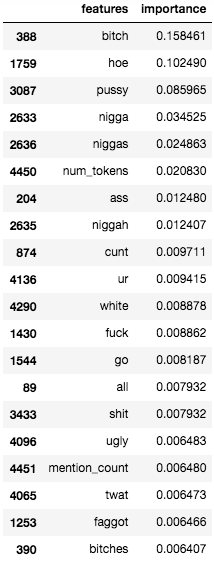 features importance
388 bitch 0.158461
1759 hoe 0.102490
3087 pussy 0.085965
2633 nigga 0.034525
2636 niggas 0.024863
4450 num_tokens 0.020830
204 ass 0.012480
2635 niggah 0.012407
874 cunt 0.009711
4136 ur 0.009415
4290 white 0.008878
1430 fuck 0.008862
1544 go 0.008187
89 all 0.007932
3433 shit 0.007932
4096 ugly 0.006483
4451 mention_count 0.006480
4065 twat 0.006473
1253 faggot 0.006466
390 bitches 0.006407